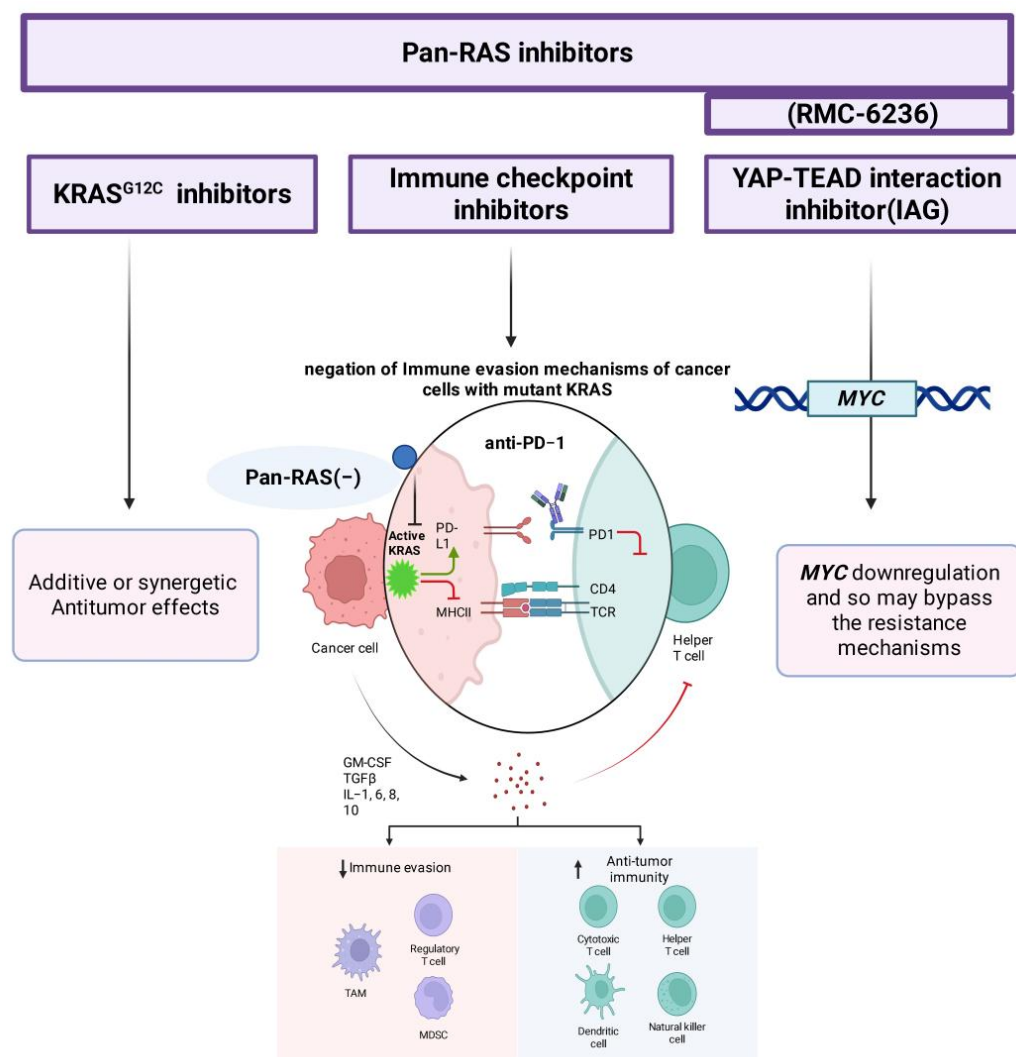 Pan-RAS inhibitors
(RMC-6236)
KRASG12C inhibitors
Immune checkpoint
inhibitors
YAP-TEAD interaction
inhibitor(IAG)
negation of Immune evasion mechanisms of cancer
cells with mutant KRAS
MYC
anti-PD-1
Pan-RAS(-)
Active
KRAS
PD-
L1
PD1
MHCII
CD4
TCR
Cancer cell
Helper
T cell
Additive or synergetic
Antitumor effects
MYC downregulation
and so may bypass
the resistance
mechanisms
GM-CSF
TGFβ
IL-1, 6, 8,
10
Immune evasion
TAM
Regulatory
T cell
MDSC
Anti-tumor
immunity
Cytotoxic
T cell
Helper
T cell
Dendritic
cell
Natural killer
cell